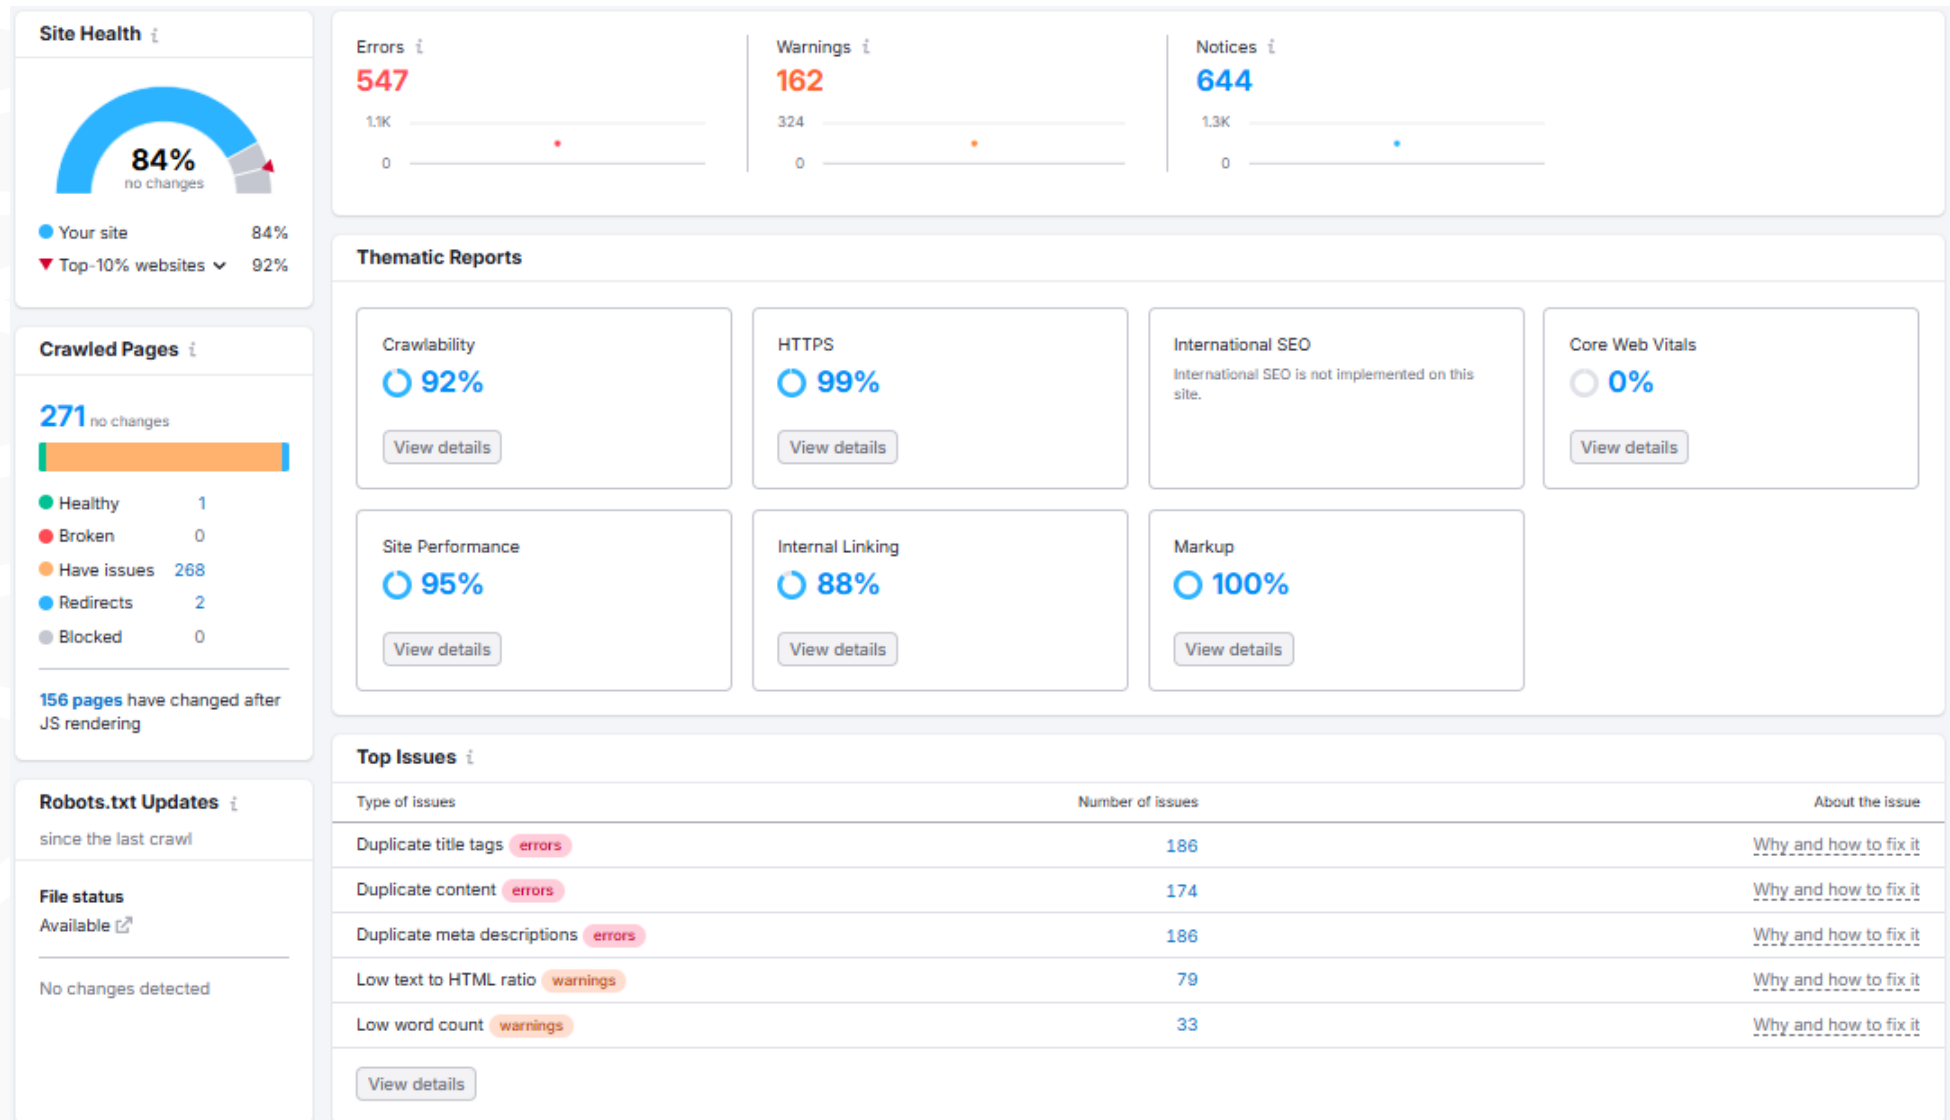 Site Health
84%
no changes
Your site 84%
Top-10% websites 92%
Crawled Pages
271 no changes
Healthy 1
Broken 0
Have issues 268
Redirects 2
Blocked 0
156 pages have changed after
JS rendering
Robots.txt Updates
since the last crawl
File status
Available
No changes detected
Errors
547
1.1K
0
Warnings
162
324
0
Notices
644
1.3K
0
Thematic Reports
Crawlability
92%
View details
HTTPS
99%
View details
International SEO
International SEO is not implemented on this
site.
Core Web Vitals
0%
View details
Site Performance
95%
View details
Internal Linking
88%
View details
Markup
100%
View details
Top Issues
Type of issues Number of issues About the issue
Duplicate title tags errors 186 Why and how to fix it
Duplicate content errors 174 Why and how to fix it
Duplicate meta descriptions errors 186 Why and how to fix it
Low text to HTML ratio warnings 79 Why and how to fix it
Low word count warnings 33 Why and how to fix it
View details